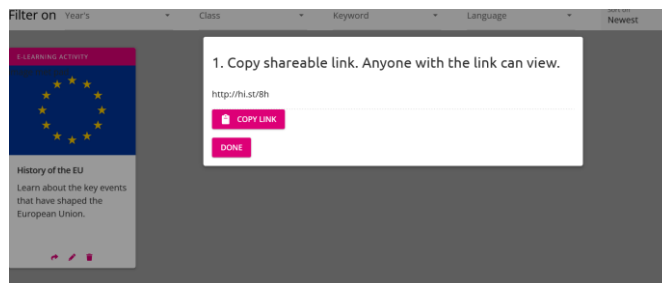 Filter on
Year's
Class
Keyword
Language
Newest
E-LEARNING ACTIVITY
History of the EU
Learn about the key events
that have shaped the
European Union.
1. Copy shareable link. Anyone with the link can view.
http://hi.st/8h
COPY LINK
DONE